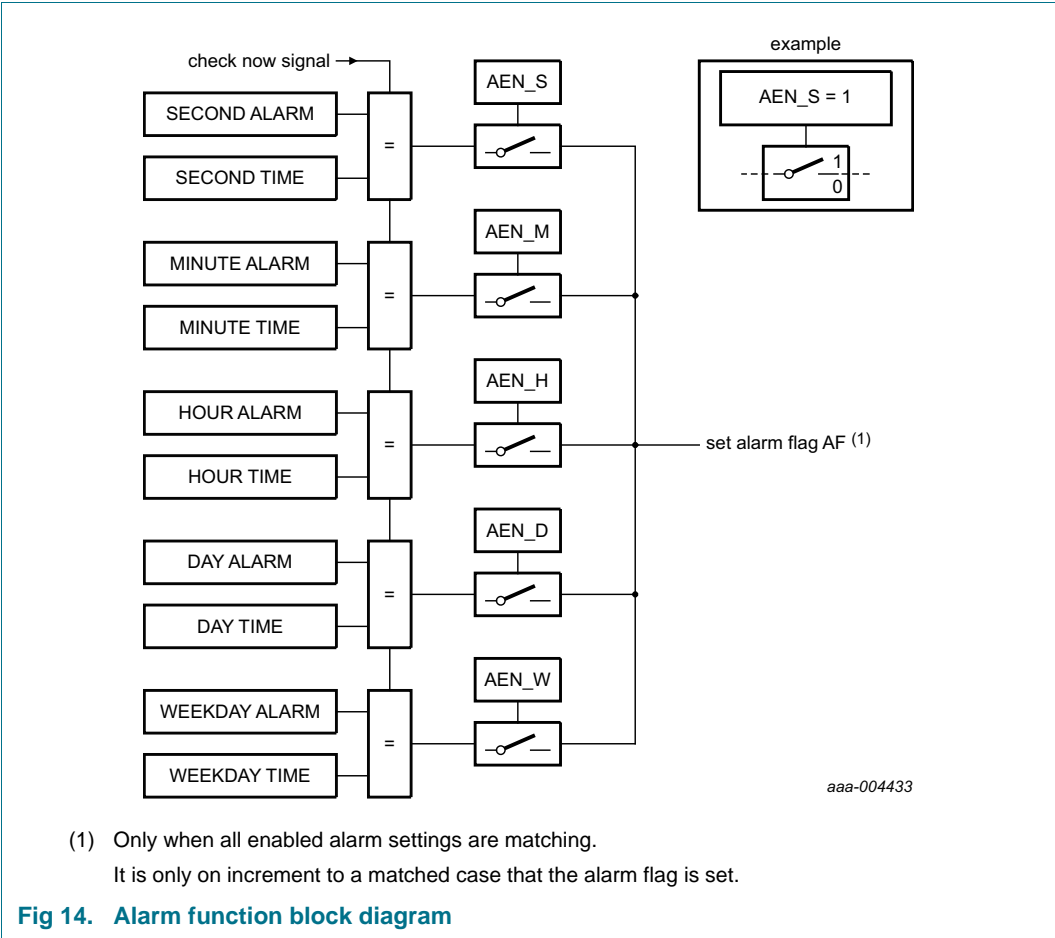 check now signal
example
AEN_S
AEN_S = 1
SECOND ALARM
=
1
0
SECOND TIME
AEN_M
MINUTE ALARM
=
MINUTE TIME
AEN_H
HOUR ALARM
=
set alarm flag AF (1)
HOUR TIME
AEN_D
DAY ALARM
=
DAY TIME
AEN_W
WEEKDAY ALARM
=
WEEKDAY TIME
aaa-004433
(1) Only when all enabled alarm settings are matching.
It is only on increment to a matched case that the alarm flag is set.
Fig 14. Alarm function block diagram